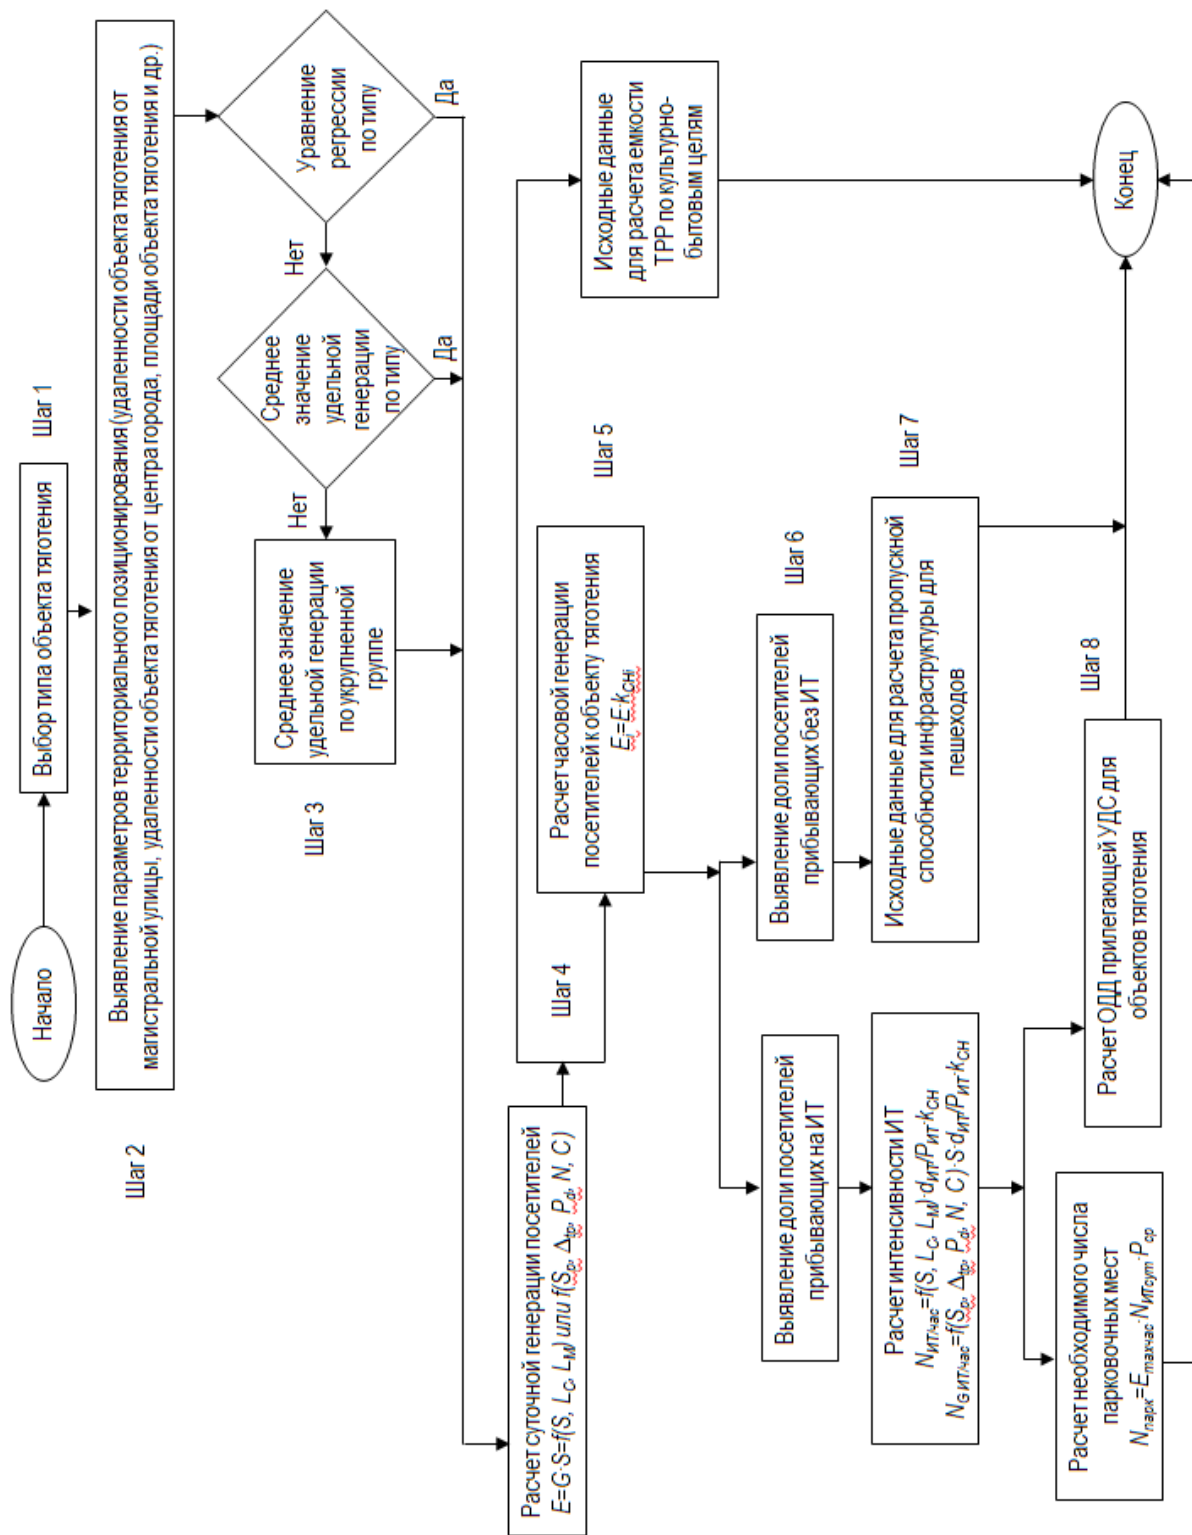 Начало
Выбор типа объекта тяготения
Шаг 1
Выявление параметров территориального позиционирования (удаленности объекта тяготения от
магистральной улицы, удаленности объекта тяготения от центра города, площади объекта тяготения и др.)
Шаг 2
Уравнение
регрессии
по типу
Да
Нет
Среднее
значение
удельной
генерации
по типу
Да
Нет
Среднее значение
удельной генерации
по укрупненной
группе
Шаг 3
Расчет суточной генерации посетителей
E=G·S=f(S, L_C, L_M) или f(S_p, Δ_tp, P_d, N, C)
Шаг 4
Расчет часовой генерации
посетителей к объекту тяготения
E_i=E·k_CHi
Шаг 5
Исходные данные
для расчета емкости
ТРР по культурно-
бытовым целям
Выявление доли посетителей
прибывающих на ИТ
Выявление доли посетителей
прибывающих без ИТ
Шаг 6
Расчет интенсивности ИТ
N_ИТ/час=f(S, L_C, L_M)·d_ИТ/P_ИТ·k_CH
N_G ИТ/час=f(S_p, Δ_tp, P_d, N, C)·S·d_ИТ/P_ИТ·k_CH
Исходные данные для расчета пропускной
способности инфраструктуры для
пешеходов
Шаг 7
Расчет необходимого числа
парковочных мест
N_парк=E_maxчас·N_ИТсут·P_ср
Расчет ОДД прилегающей УДС для
объектов тяготения
Шаг 8
Конец